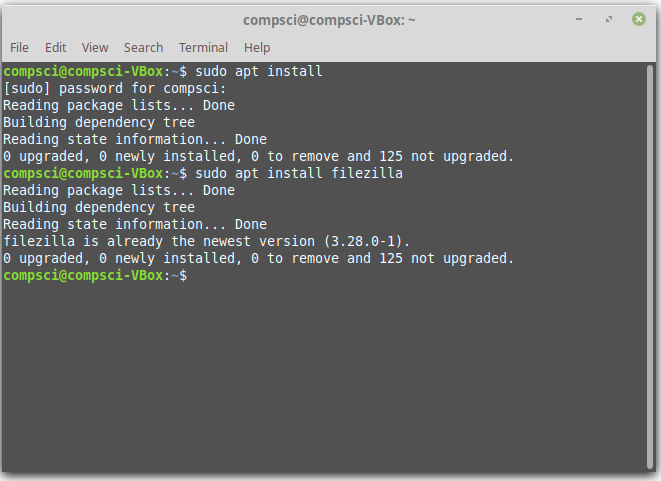 compsci@compsci-VBox: ~
File Edit View Search Terminal Help
compsci@compsci-VBox:~$ sudo apt install
[sudo] password for compsci:
Reading package lists... Done
Building dependency tree
Reading state information... Done
0 upgraded, 0 newly installed, 0 to remove and 125 not upgraded.
compsci@compsci-VBox:~$ sudo apt install filezilla
Reading package lists... Done
Building dependency tree
Reading state information... Done
filezilla is already the newest version (3.28.0-1).
0 upgraded, 0 newly installed, 0 to remove and 125 not upgraded.
compsci@compsci-VBox:~$